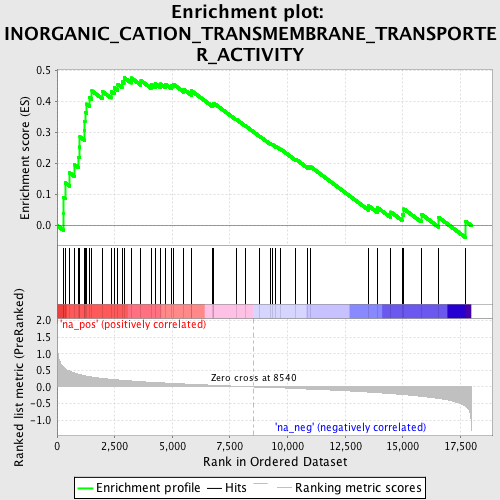 Enrichment plot:
INORGANIC_CATION_TRANSMEMBRANE_TRANSPORTE
R_ACTIVITY
Enrichment score (ES)
0.5
0.4
0.3
0.2
0.1
0.0
'na_pos' (positively correlated)
Ranked list metric (PreRanked)
2.0
1.5
1.0
0.5
0.0
-0.5
-1.0
Zero cross at 8540
'na_neg' (negatively correlated)
0
2,500
5,000
7,500
10,000
12,500
15,000
17,500
Rank in Ordered Dataset
Enrichment profile
Hits
Ranking metric scores